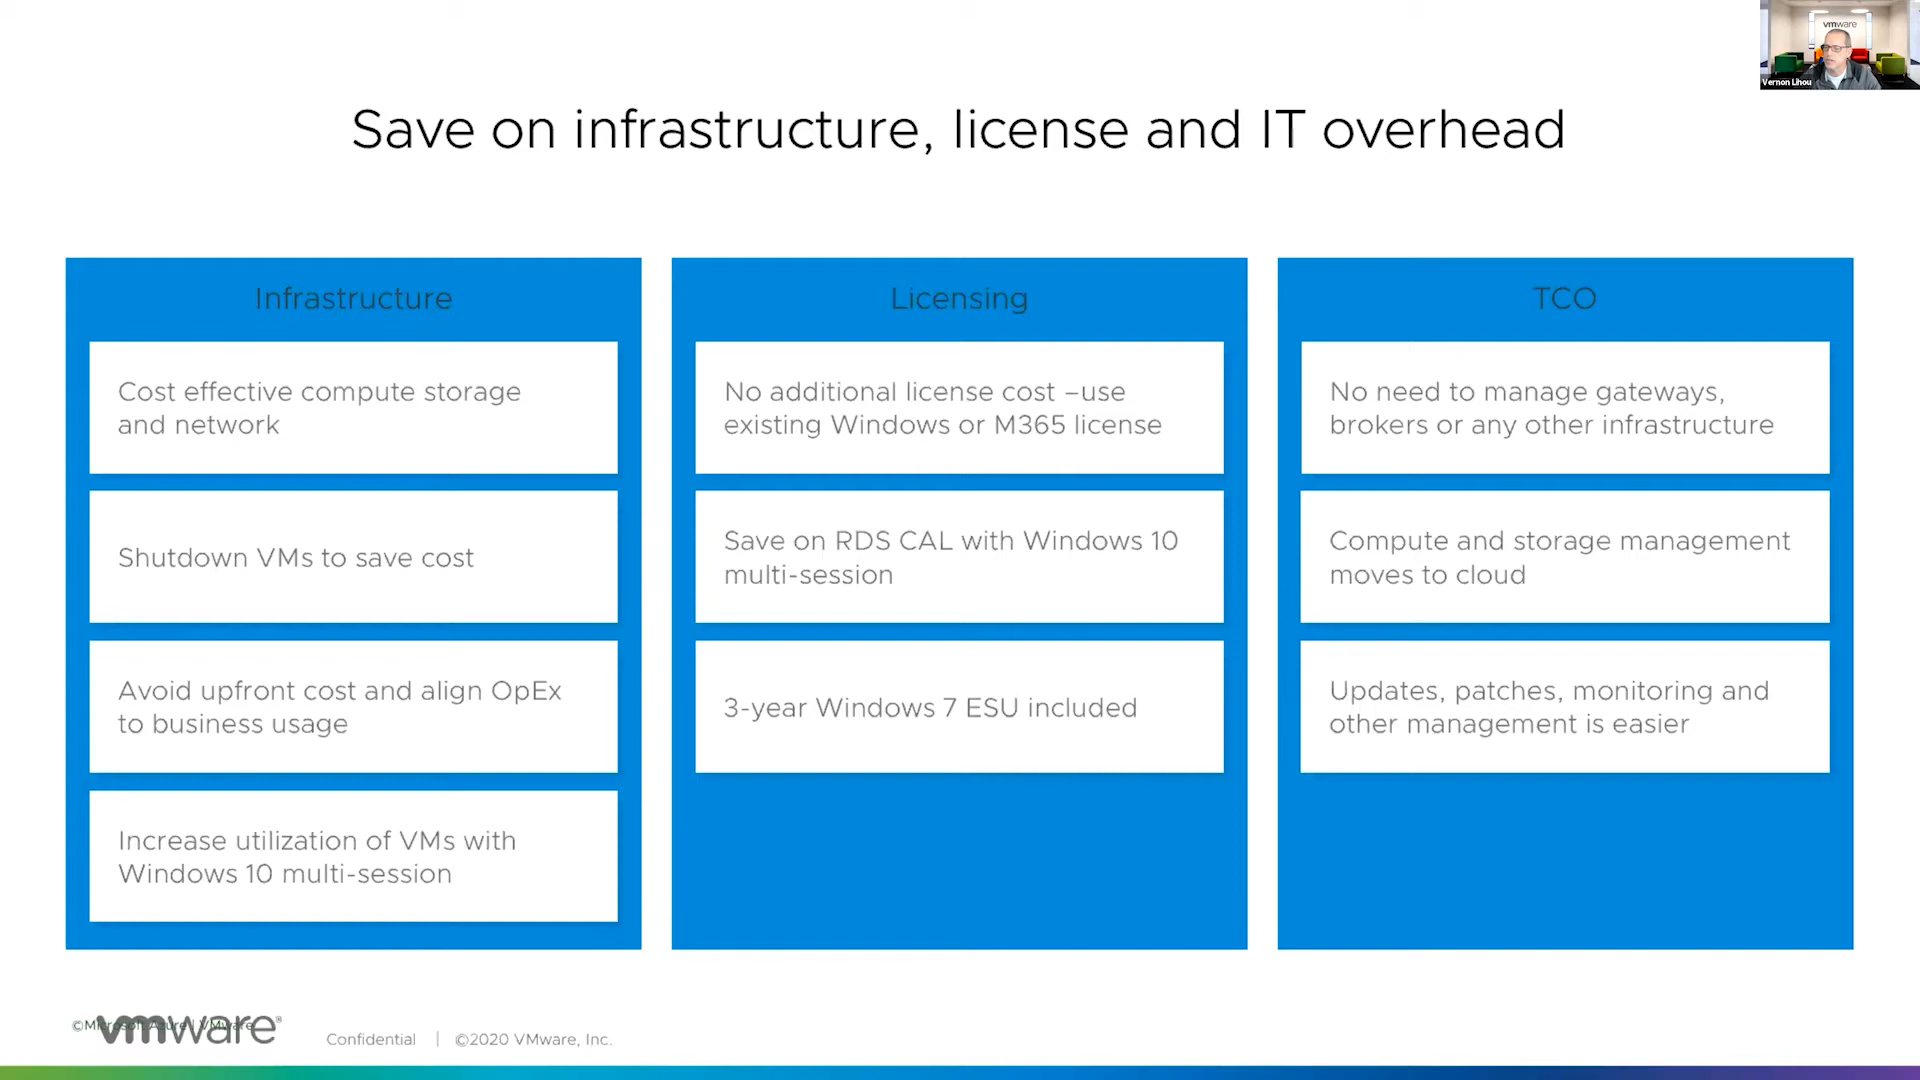 vmware
Vernon Lihou
Save on infrastructure, license and IT overhead
Infrastructure
Cost effective compute storage
and network
Shutdown VMs to save cost
Avoid upfront cost and align OpEx
to business usage
Increase utilization of VMs with
Windows 10 multi-session
Licensing
No additional license cost –use
existing Windows or M365 license
Save on RDS CAL with Windows 10
multi-session
3-year Windows 7 ESU included
TCO
No need to manage gateways,
brokers or any other infrastructure
Compute and storage management
moves to cloud
Updates, patches, monitoring and
other management is easier
©Microsoft Azure | VMware
vmware®
Confidential | ©2020 VMware, Inc.